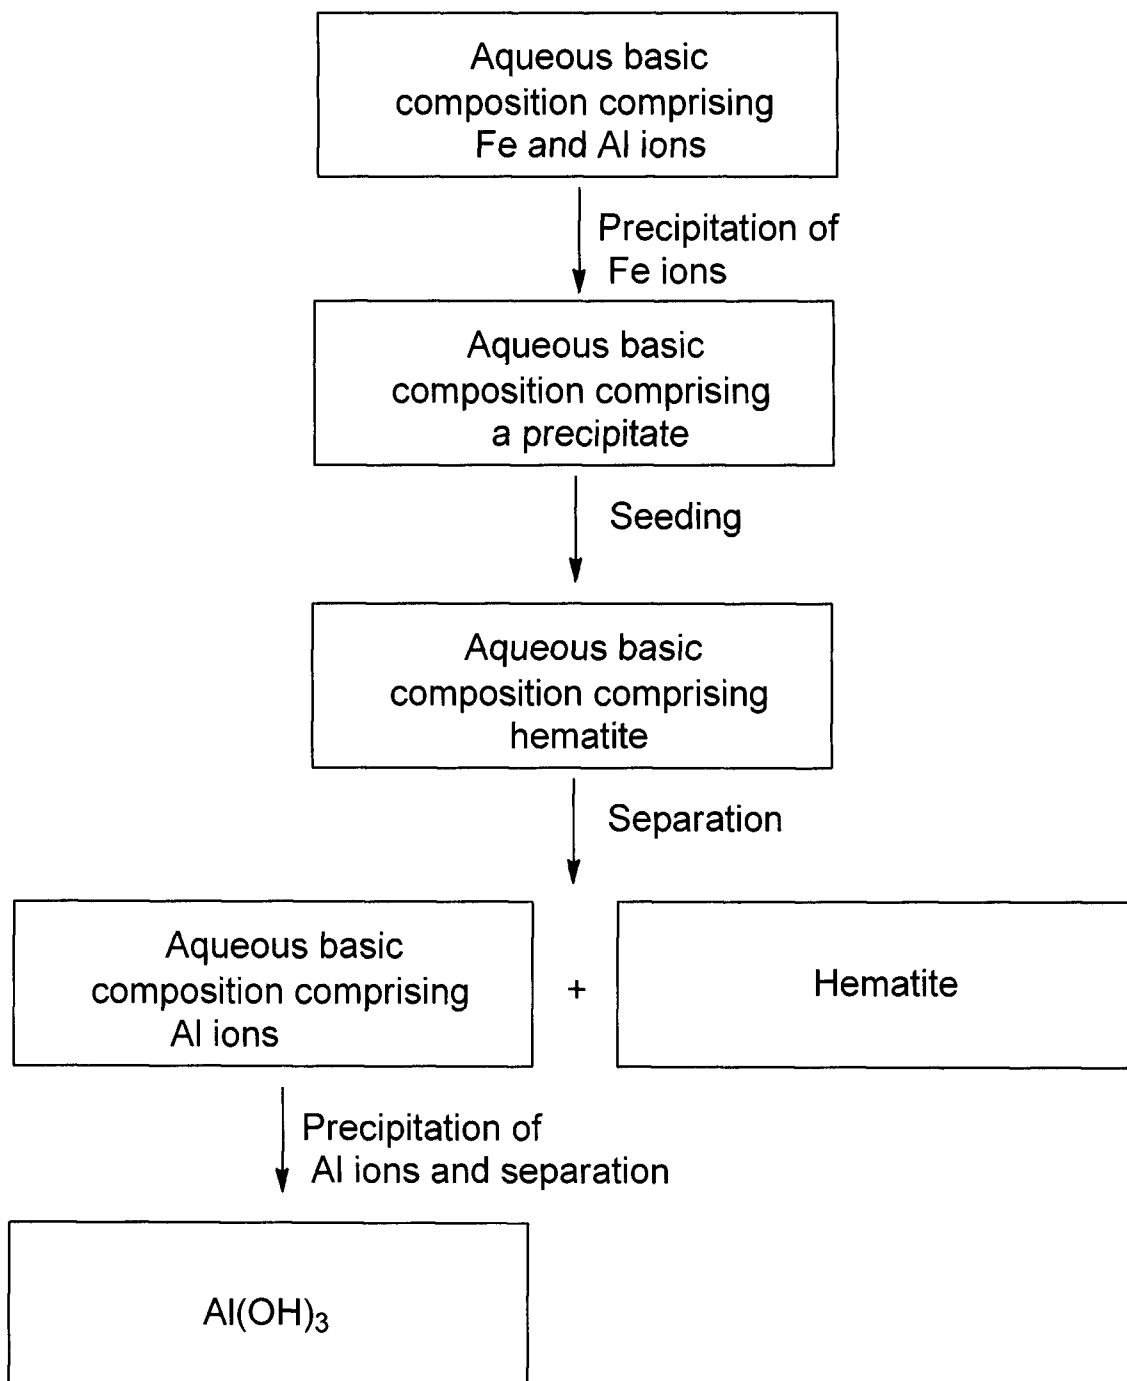 Aqueous basic
composition comprising
Fe and Al ions
Precipitation of
Fe ions
Aqueous basic
composition comprising
a precipitate
Seeding
Aqueous basic
composition comprising
hematite
Separation
Aqueous basic
composition comprising
Al ions
+
Hematite
Precipitation of
Al ions and separation
Al(OH)₃